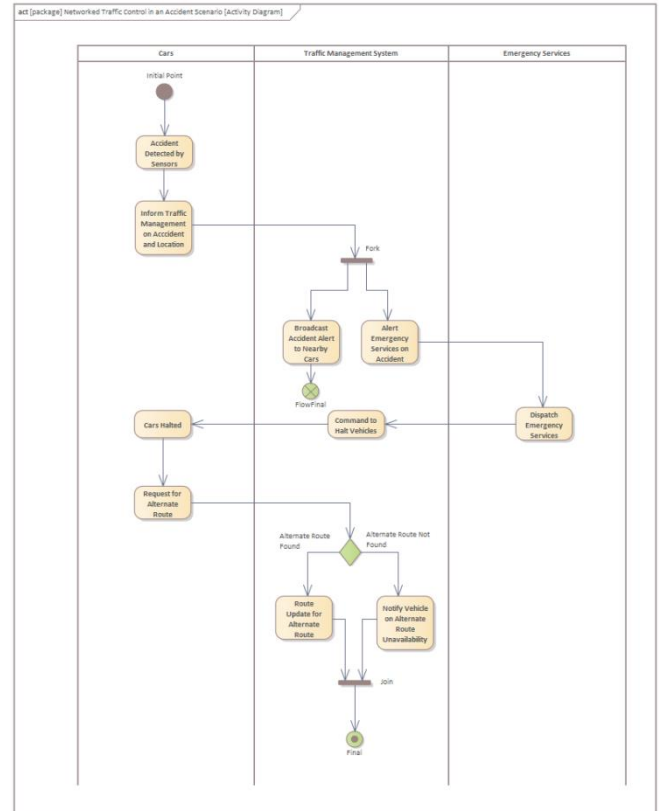 act [package] Networked Traffic Control in an Accident Scenario [Activity Diagram]
Cars
Traffic Management System
Emergency Services
Initial Point
Accident
Detected by
Sensors
Inform Traffic
Management
on Acccident
and Location
Fork
Broadcast
Accident Alert
to Nearby
Cars
Alert
Emergency
Services on
Accident
FlowFinal
Cars Halted
Command to
Halt Vehicles
Dispatch
Emergency
Services
Request for
Alternate
Route
Alternate Route
Found
Alternate Route Not
Found
Route
Update for
Alternate
Route
Notify Vehicle
on Alternate
Route
Unavailability
Join
Final